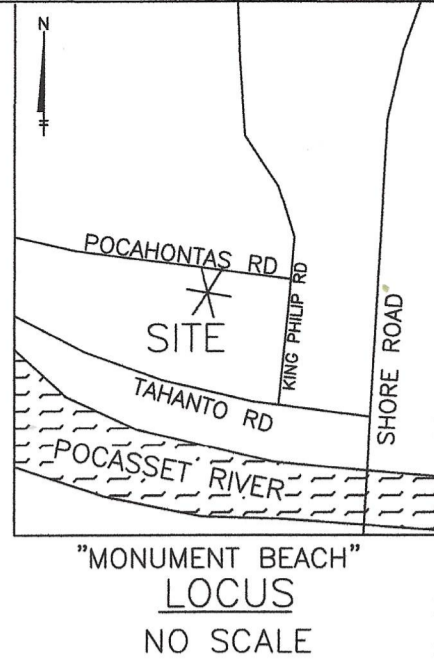 N
POCAHONTAS RD
KING PHILIP RD
SITE
SHORE ROAD
TAHANTO RD
POCASSET RIVER
"MONUMENT BEACH"
LOCUS
NO SCALE